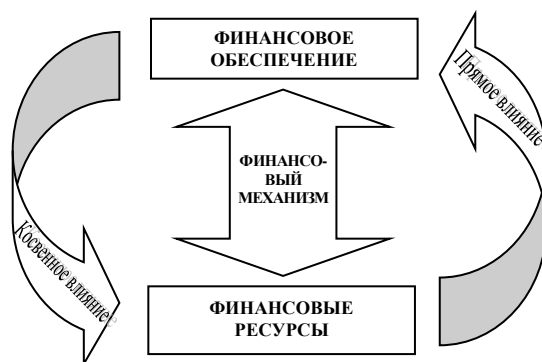 ФИНАНСОВОЕ
ОБЕСПЕЧЕНИЕ
Прямое влияние
ФИНАНСО-
ВЫЙ
МЕХАНИЗМ
Косвенное влияние
ФИНАНСОВЫЕ
РЕСУРСЫ